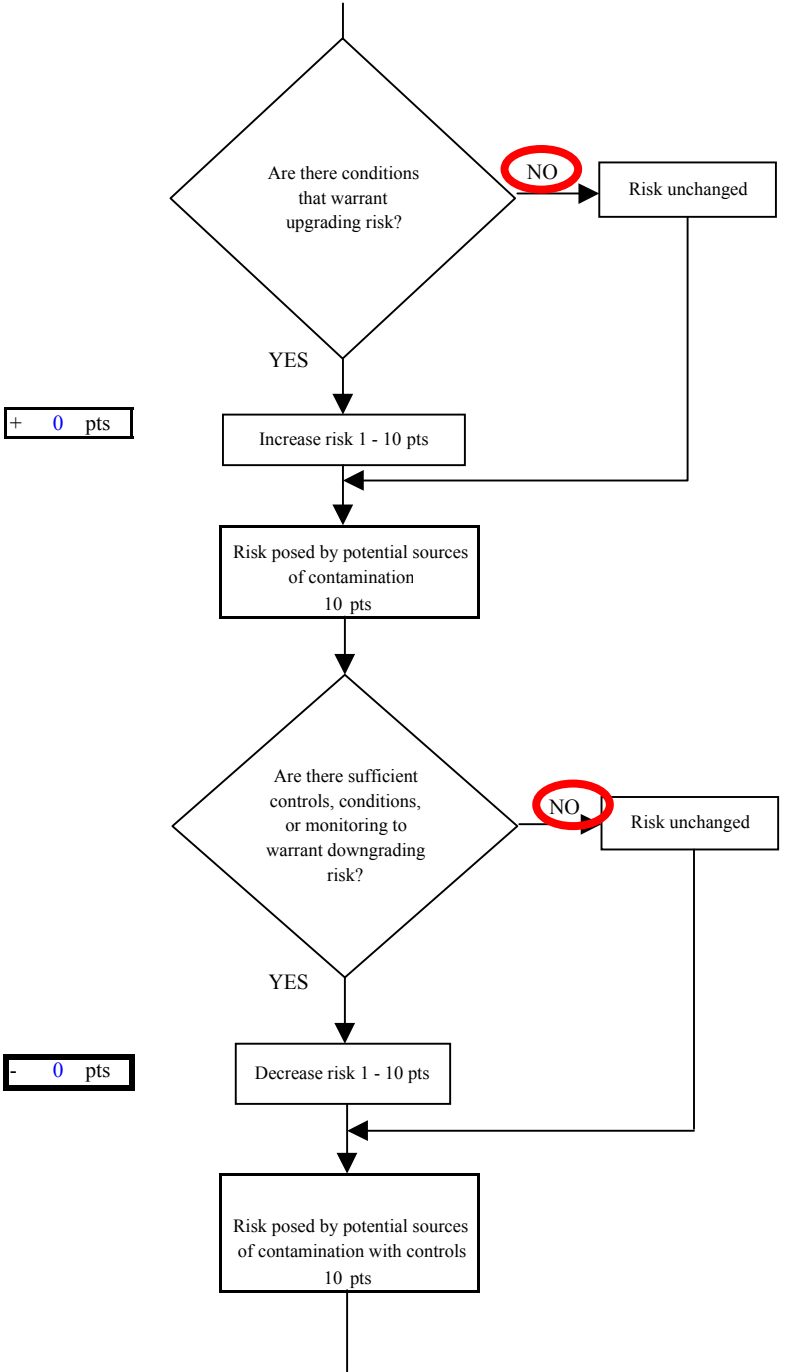 Are there conditions
that warrant
upgrading risk?
NO
Risk unchanged
YES
+ 0 pts
Increase risk 1 - 10 pts
Risk posed by potential sources
of contamination
10 pts
Are there sufficient
controls, conditions,
or monitoring to
warrant downgrading
risk?
NO
Risk unchanged
YES
- 0 pts
Decrease risk 1 - 10 pts
Risk posed by potential sources
of contamination with controls
10 pts